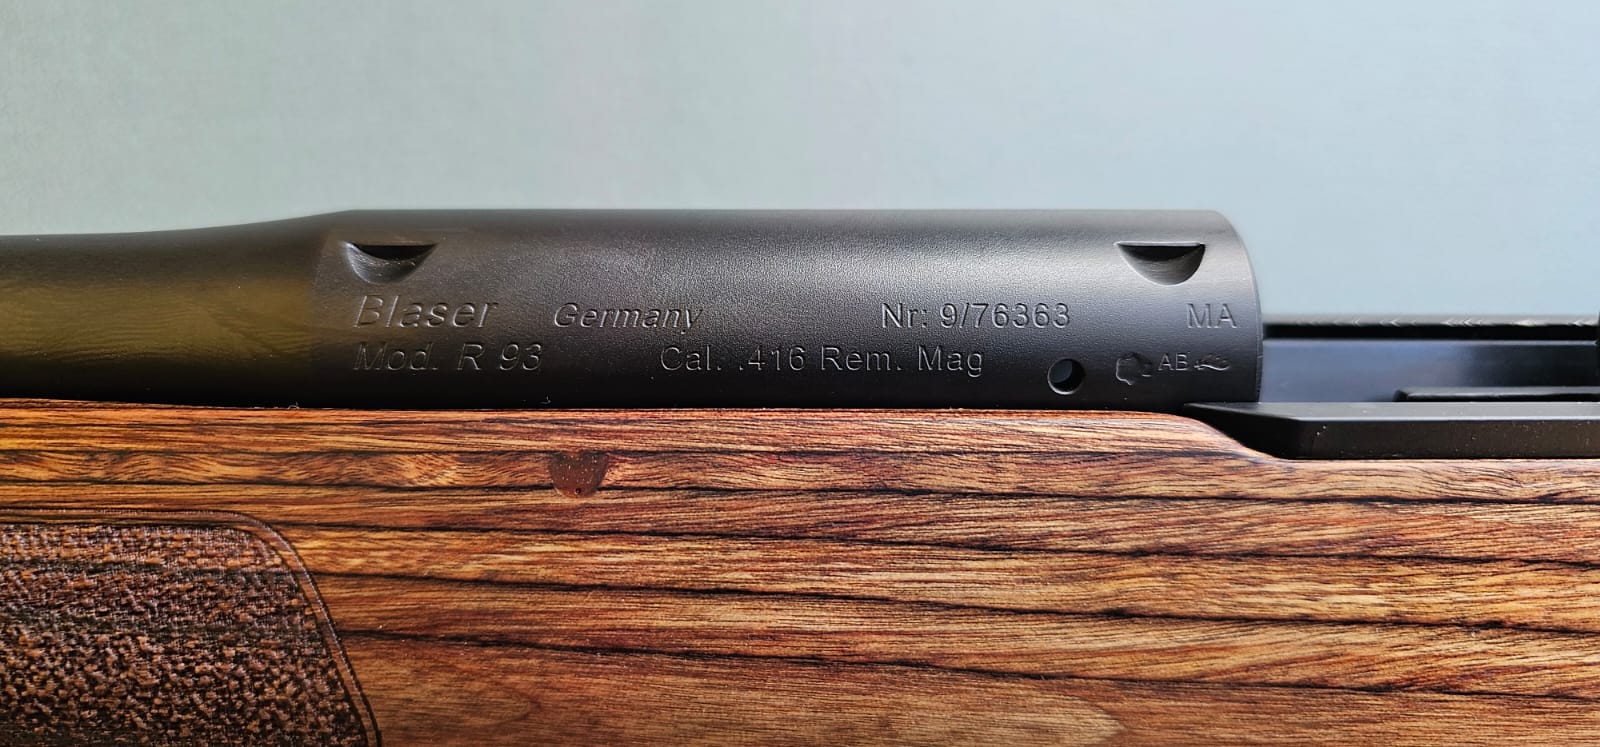 Blaser Germany Nr: 9/76363 MA
Mod. R 93 Cal. .416 Rem. Mag AB